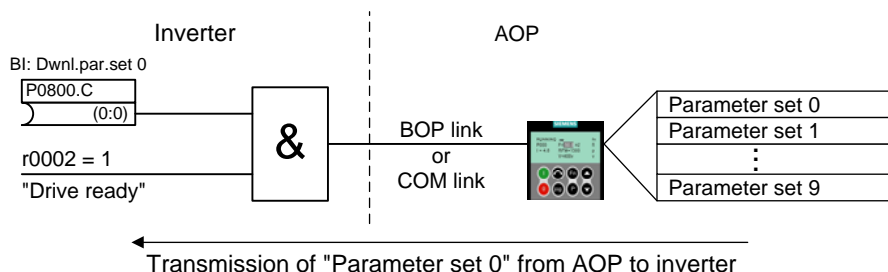 Inverter
AOP
BI: Dwnl.par.set 0
P0800.C
(0:0)
&
r0002 = 1
"Drive ready"
BOP link
or
COM link
SIEMENS
Parameter set 0
Parameter set 1
Parameter set 9
Transmission of "Parameter set 0" from AOP to inverter